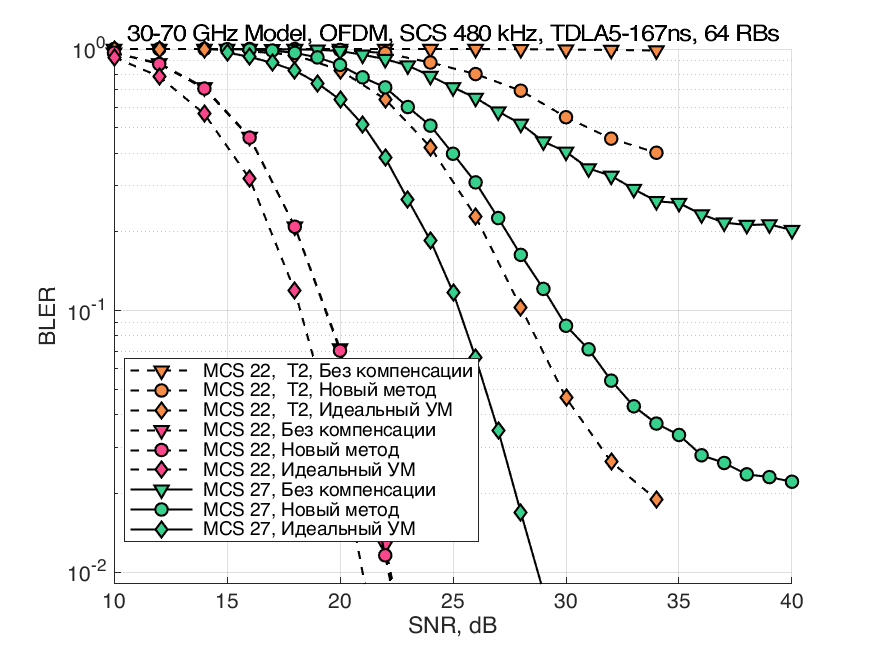 30-70 GHz Model, OFDM, SCS 480 kHz, TDLA5-167ns, 64 RBs
10^0
10^-1
10^-2
BLER
MCS 22, T2, Без компенсации
MCS 22, T2, Новый метод
MCS 22, T2, Идеальный УМ
MCS 22, Без компенсации
MCS 22, Новый метод
MCS 22, Идеальный УМ
MCS 27, Без компенсации
MCS 27, Новый метод
MCS 27, Идеальный УМ
10 15 20 25 30 35 40
SNR, dB